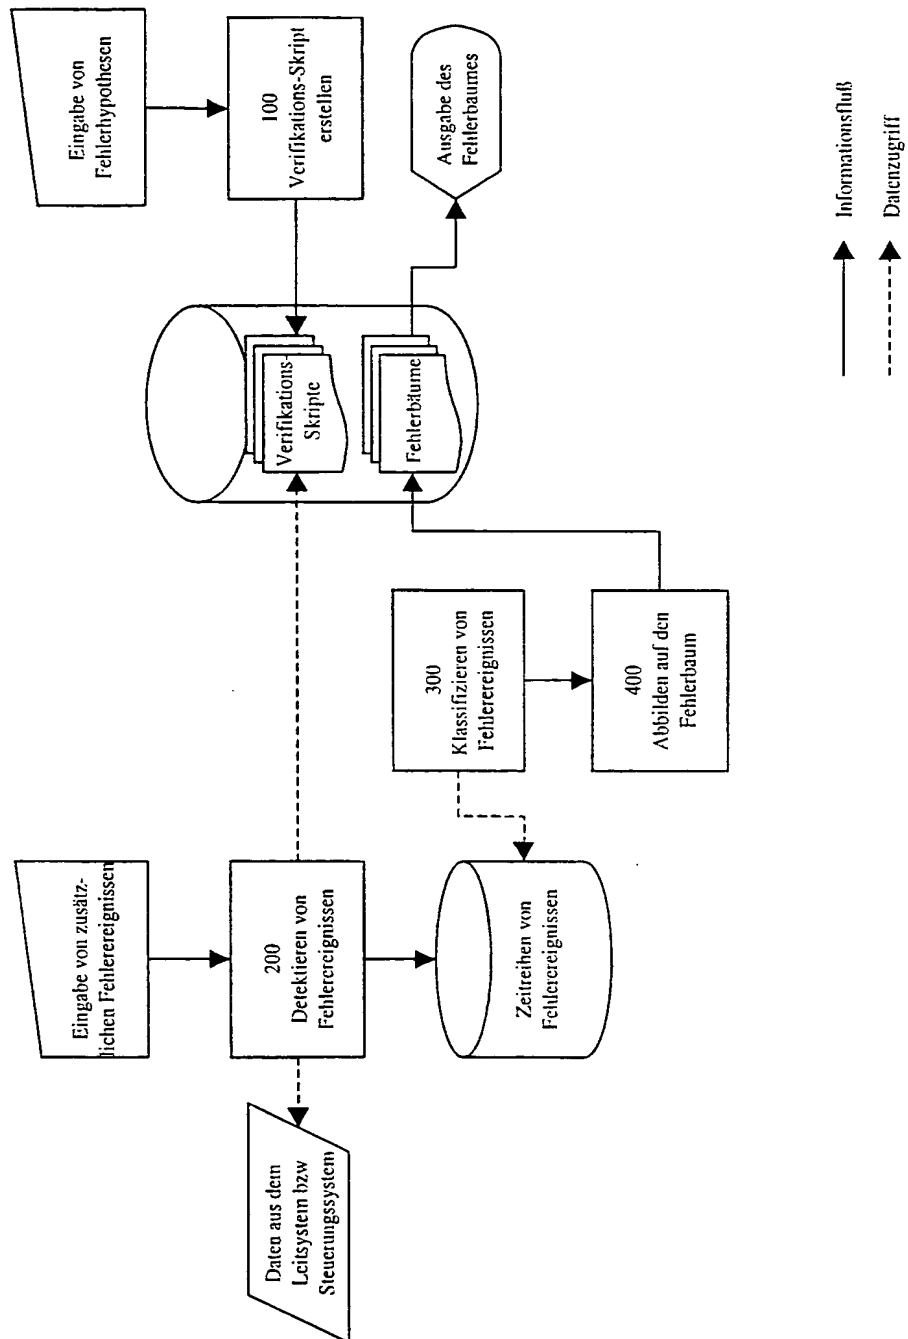 Eingabe von
Fehlerhypothesen
100
Verifikations-Skript
erstellen
Ausgabe des
Fehlerbaumes
Verifikations-
Skripte
Fehlerbäume
Eingabe von zusätz-
lichen Fehlerereignissen
200
Detektieren von
Fehlerereignissen
300
Klassifizieren von
Fehlerereignissen
400
Abbilden auf den
Fehlerbaum
Zeitreihen von
Fehlerereignissen
Daten aus dem
Leitsystem bzw
Steuerungssystem
Informationsfluß
Datenzugriff